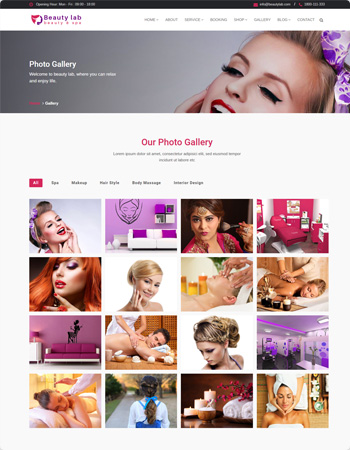 Opening Hour Mon - Fri 09:00 - 18:00
info@beautylab.com / 0900-111-333
Beauty lab
beauty & spa
HOME ABOUT SERVICE BOOKING SHOP GALLERY BLOG CONTACT
Photo Gallery
Welcome to beauty lab, where you can relax
and enjoy life.
Home > Gallery
Our Photo Gallery
Lorem ipsum dolor sit amet, consectetur adipisci elit, sed eiusmod tempor
modunt ut labore etc.
All Spa Makeup Hair Style Body Massage Interior Design